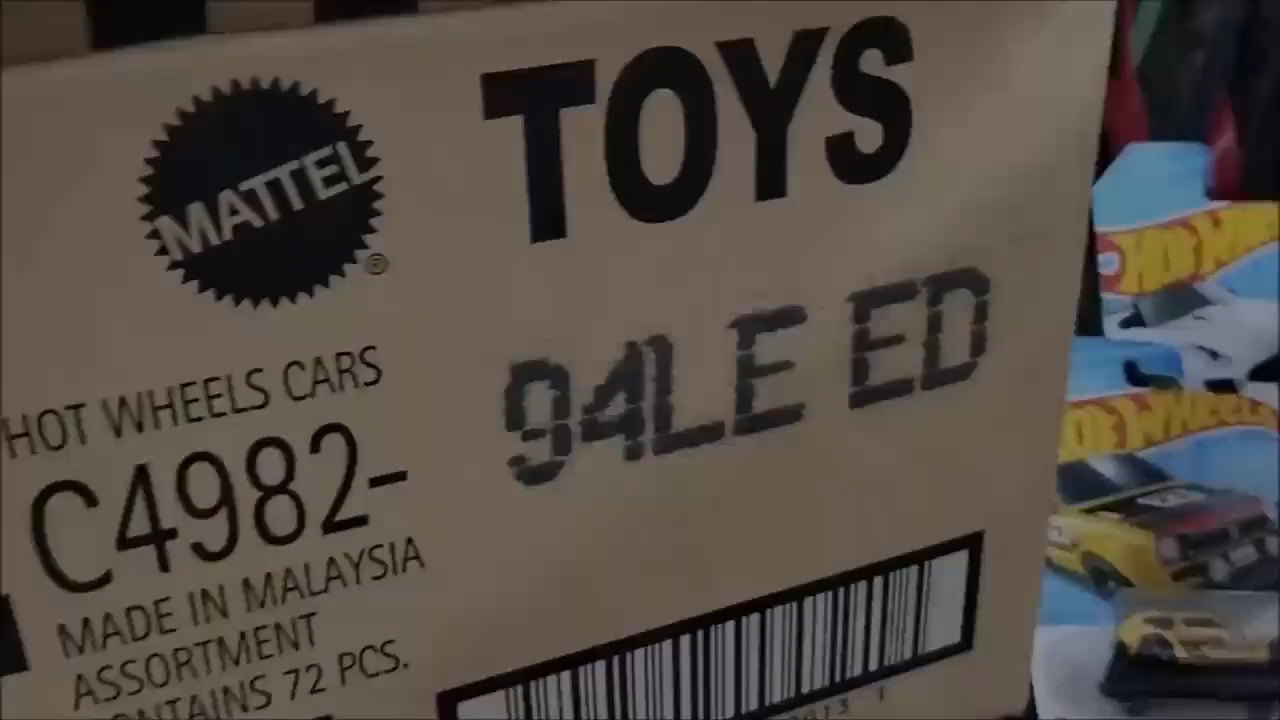 MATTEL
®
TOYS
94LE ED
HOT WHEELS CARS
C4982-
MADE IN MALAYSIA
ASSORTMENT
CONTAINS 72 PCS.
HOT WHEELS
HOT WHEELS